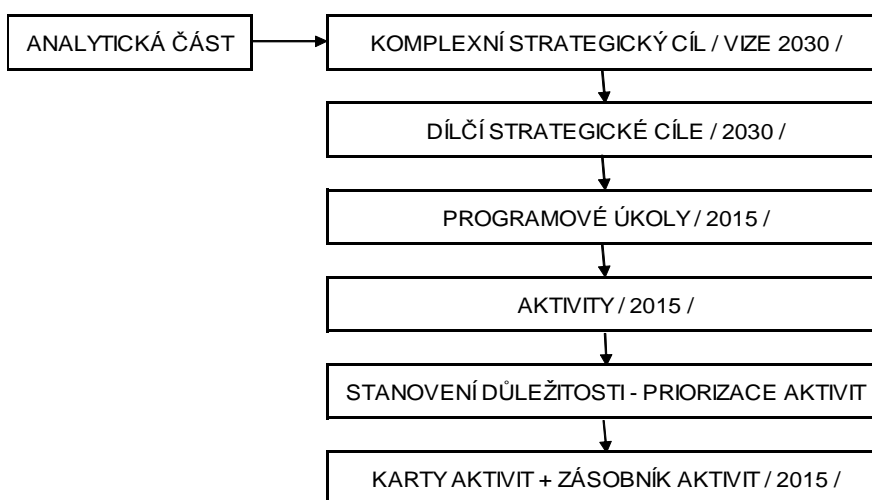 ANALYTICKÁ ČÁST
KOMPLEXNÍ STRATEGICKÝ CÍL / VIZE 2030 /
DÍLČÍ STRATEGICKÉ CÍLE / 2030 /
PROGRAMOVÉ ÚKOLY / 2015 /
AKTIVITY / 2015 /
STANOVENÍ DŮLEŽITOSTI - PRIORIZACE AKTIVIT
KARTY AKTIVIT + ZÁSOBNÍK AKTIVIT / 2015 /